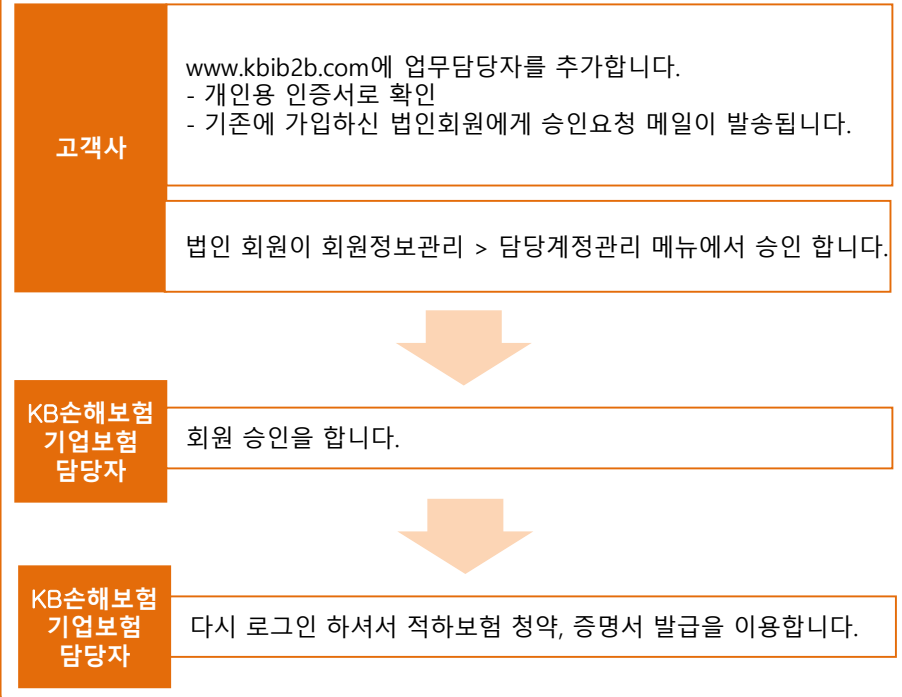 고객사
www.kbib2b.com에 업무담당자를 추가합니다.
- 개인용 인증서로 확인
- 기존에 가입하신 법인회원에게 승인요청 메일이 발송됩니다.
법인 회원이 회원정보관리 > 담당계정관리 메뉴에서 승인 합니다.
KB손해보험
기업보험
담당자
회원 승인을 합니다.
KB손해보험
기업보험
담당자
다시 로그인 하셔서 적하보험 청약, 증명서 발급을 이용합니다.